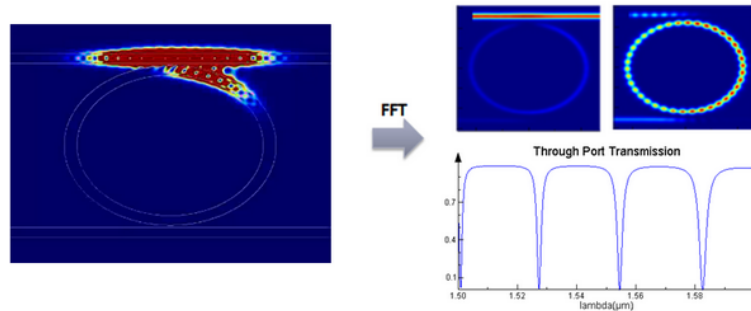 FFT
Through Port Transmission
0.7
0.4
0.1
1.50 1.52 1.54 1.56 1.58
lambda(µm)